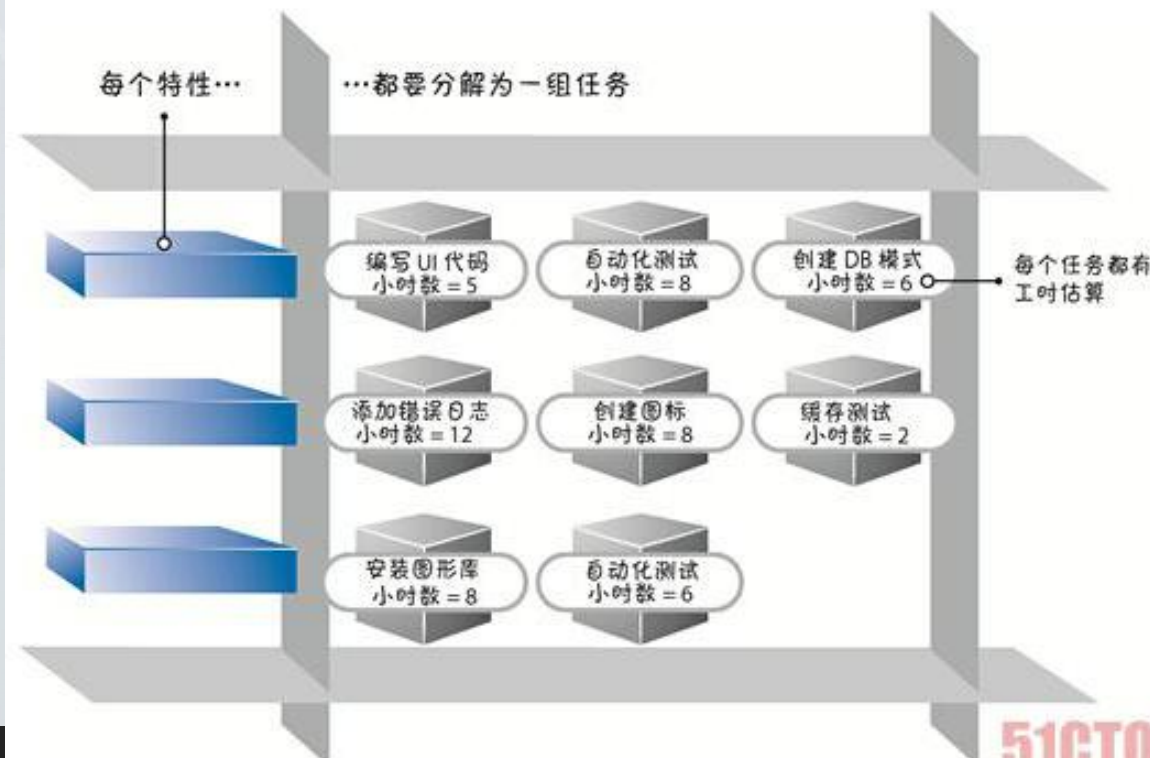 每个特性…
…都要分解为一组任务
编写 UI 代码
小时数 = 5
自动化测试
小时数 = 8
创建 DB 模式
小时数 = 6
每个任务都有
工时估算
添加错误日志
小时数 = 12
创建图标
小时数 = 8
缓存测试
小时数 = 2
安装图形库
小时数 = 8
自动化测试
小时数 = 6
51CTO